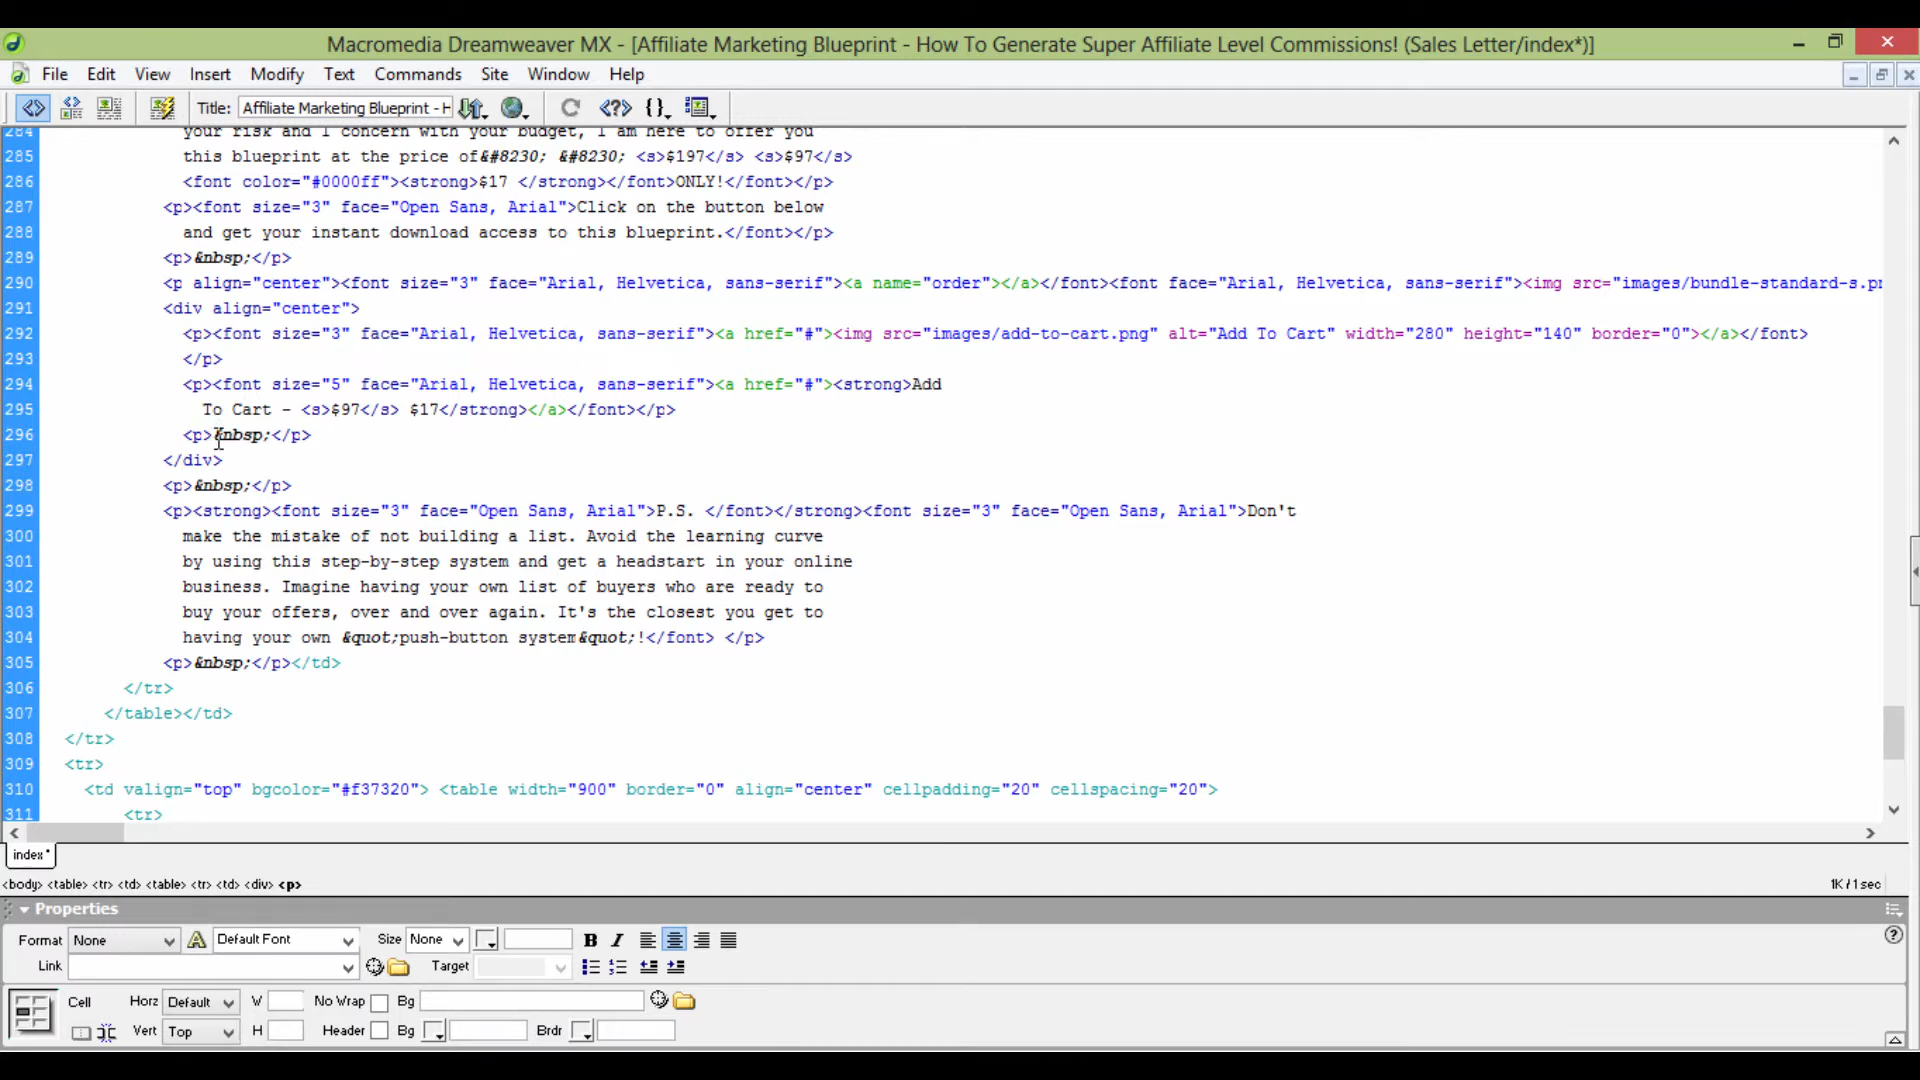 Macromedia Dreamweaver MX - [Affiliate Marketing Blueprint - How To Generate Super Affiliate Level Commissions! (Sales Letter/index*)]
File Edit View Insert Modify Text Commands Site Window Help
Title: Affiliate Marketing Blueprint - H
284 your risk and I concern with your budget, I am here to offer you
285 this blueprint at the price of&#8230; &#8230; <s>$197</s> <s>$97</s>
286 <font color="#0000ff"><strong>$17 </strong></font>ONLY!</font></p>
287 <p><font size="3" face="Open Sans, Arial">Click on the button below
288 and get your instant download access to this blueprint.</font></p>
289 <p>&nbsp;</p>
290 <p align="center"><font size="3" face="Arial, Helvetica, sans-serif"><a name="order"></a></font><font face="Arial, Helvetica, sans-serif"><img src="images/bundle-standard-s.pn
291 <div align="center">
292 <p><font size="3" face="Arial, Helvetica, sans-serif"><a href="#"><img src="images/add-to-cart.png" alt="Add To Cart" width="280" height="140" border="0"></a></font>
293 </p>
294 <p><font size="5" face="Arial, Helvetica, sans-serif"><a href="#"><strong>Add
295 To Cart - <s>$97</s> $17</strong></a></font></p>
296 <p>&nbsp;</p>
297 </div>
298 <p>&nbsp;</p>
299 <p><strong><font size="3" face="Open Sans, Arial">P.S. </font></strong><font size="3" face="Open Sans, Arial">Don't
300 make the mistake of not building a list. Avoid the learning curve
301 by using this step-by-step system and get a headstart in your online
302 business. Imagine having your own list of buyers who are ready to
303 buy your offers, over and over again. It's the closest you get to
304 having your own &quot;push-button system&quot;!</font> </p>
305 <p>&nbsp;</p></td>
306 </tr>
307 </table></td>
308 </tr>
309 <tr>
310 <td valign="top" bgcolor="#f37320"> <table width="900" border="0" align="center" cellpadding="20" cellspacing="20">
311 <tr>
index*
<body> <table> <tr> <td> <table> <tr> <td> <div> <p> 1K / 1 sec
Properties
Format None Default Font Size None B I
Link Target
Cell Horz Default W No Wrap Bg
Vert Top H Header Bg Brdr